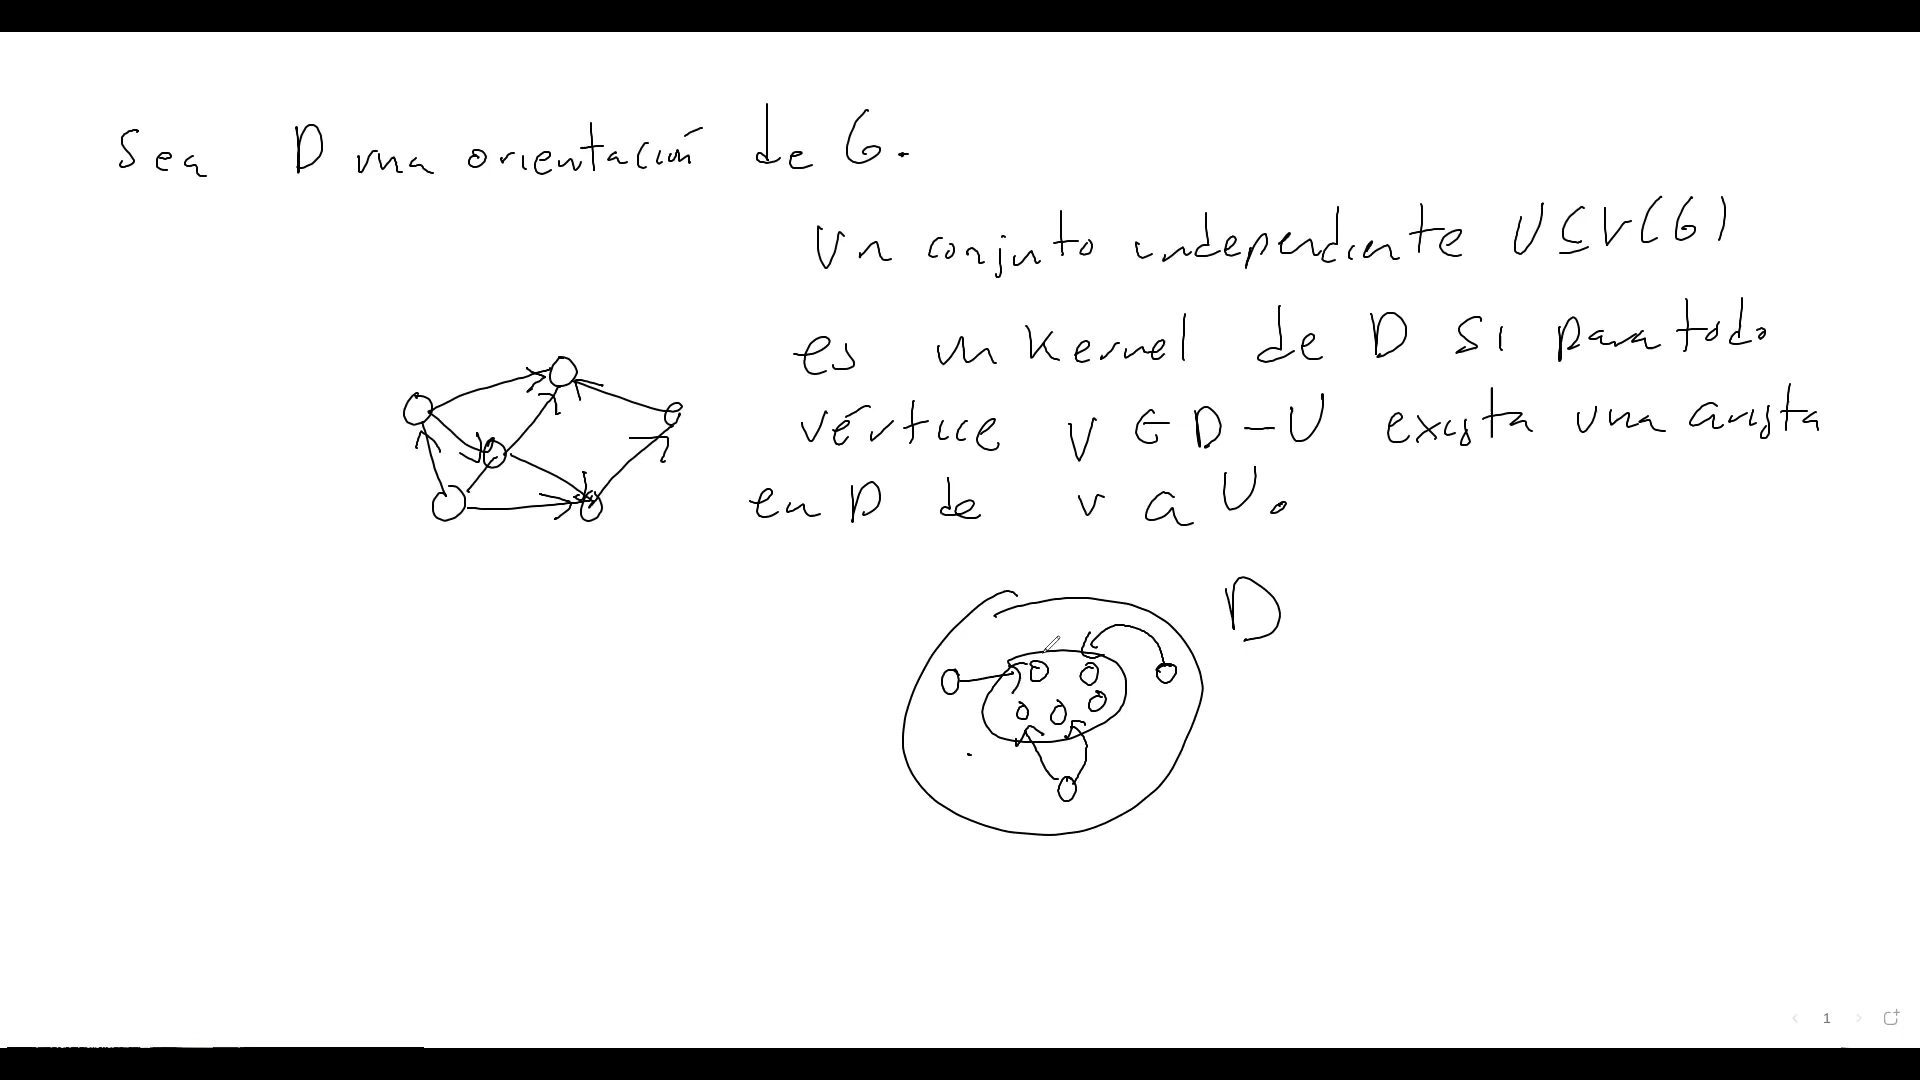 Sea D una orientación de G.
Un conjunto independiente U ⊆ V(G)
es un Kernel de D si para todo
vértice v ∈ D - U exista una arista
en D de v a U.
D
1